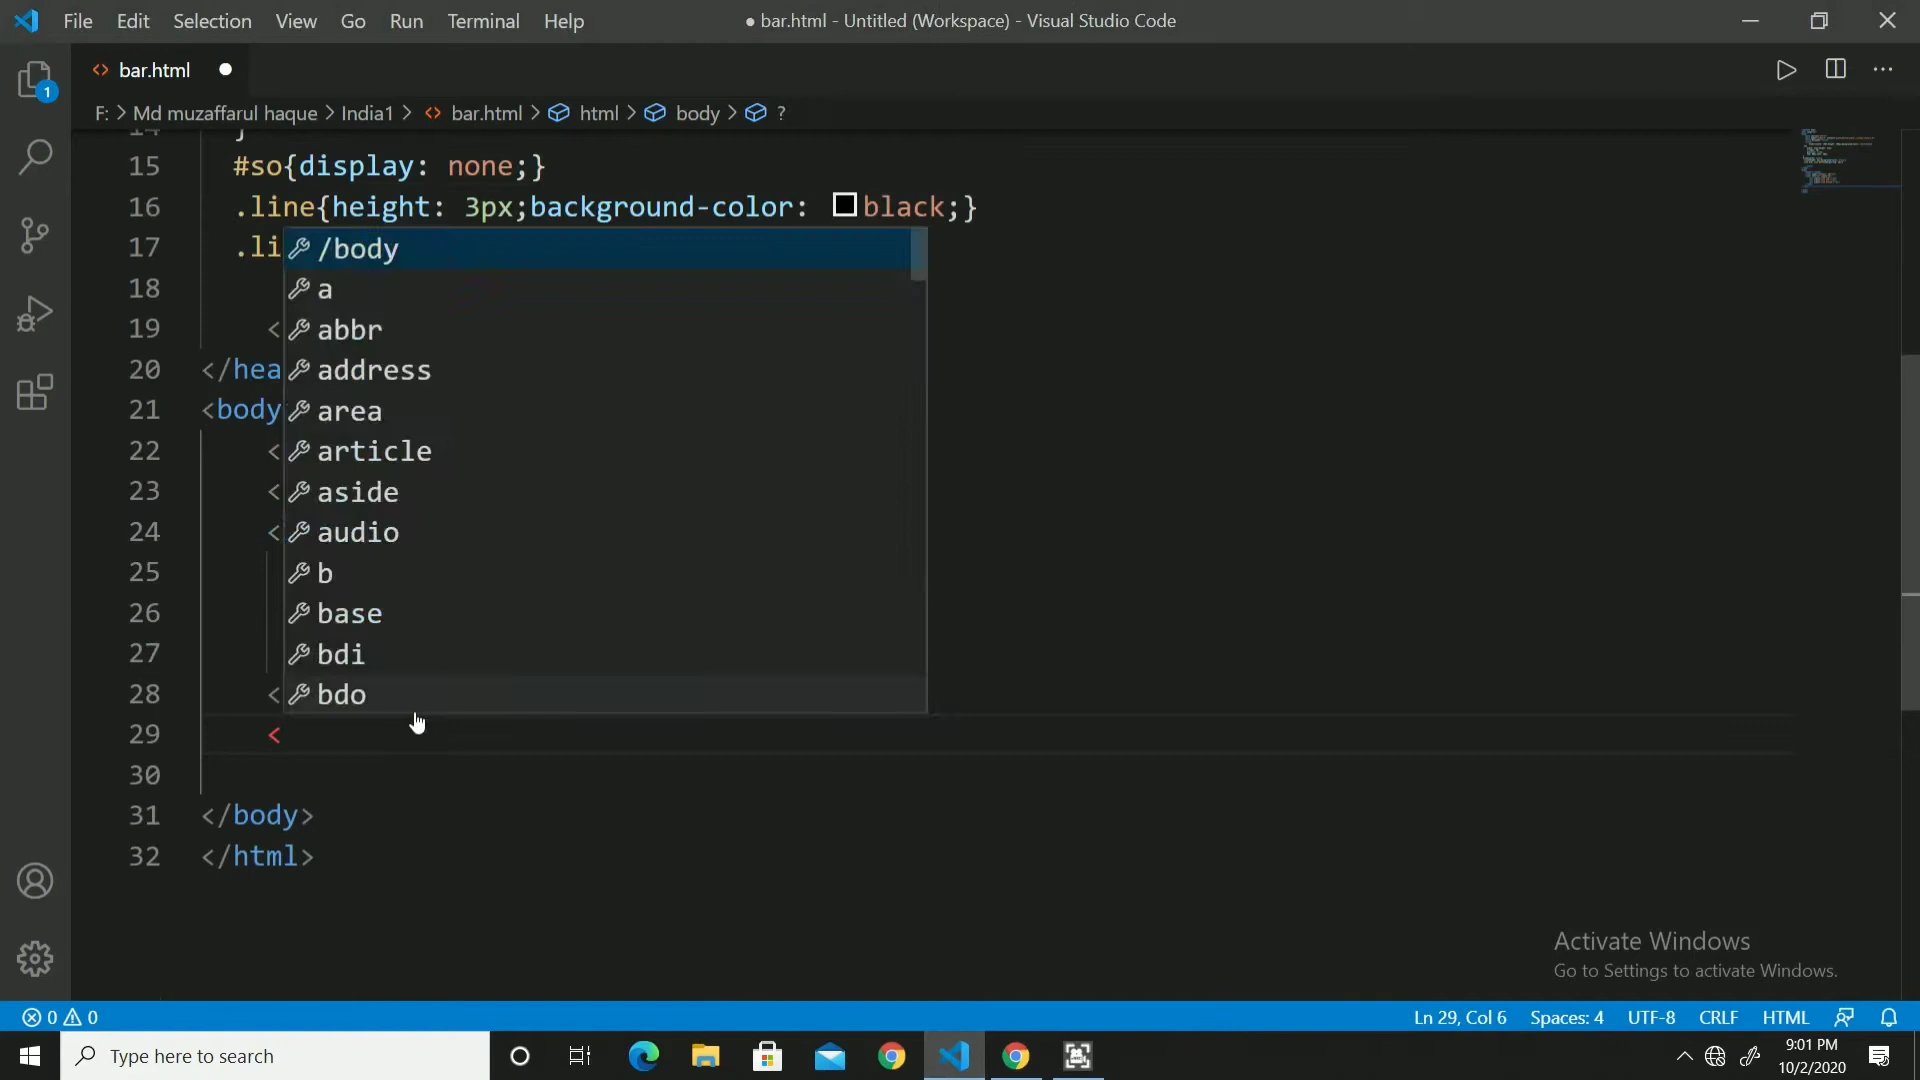 File Edit Selection View Go Run Terminal Help
● bar.html - Untitled (Workspace) - Visual Studio Code
bar.html
F: > Md muzaffarul haque > India1 > bar.html > html > body > ?
14 }
15 #so{display: none;}
16 .line{height: 3px;background-color: black;}
17 .li
/body
18
a
19 <
abbr
20 </hea
address
21 <body
area
22 <
article
23 <
aside
24 <
audio
25
b
26
base
27
bdi
28 <
bdo
29 <
30
31 </body>
32 </html>
1
Activate Windows
Go to Settings to activate Windows.
0 0
Ln 29, Col 6 Spaces: 4 UTF-8 CRLF HTML
Type here to search
9:01 PM
10/2/2020